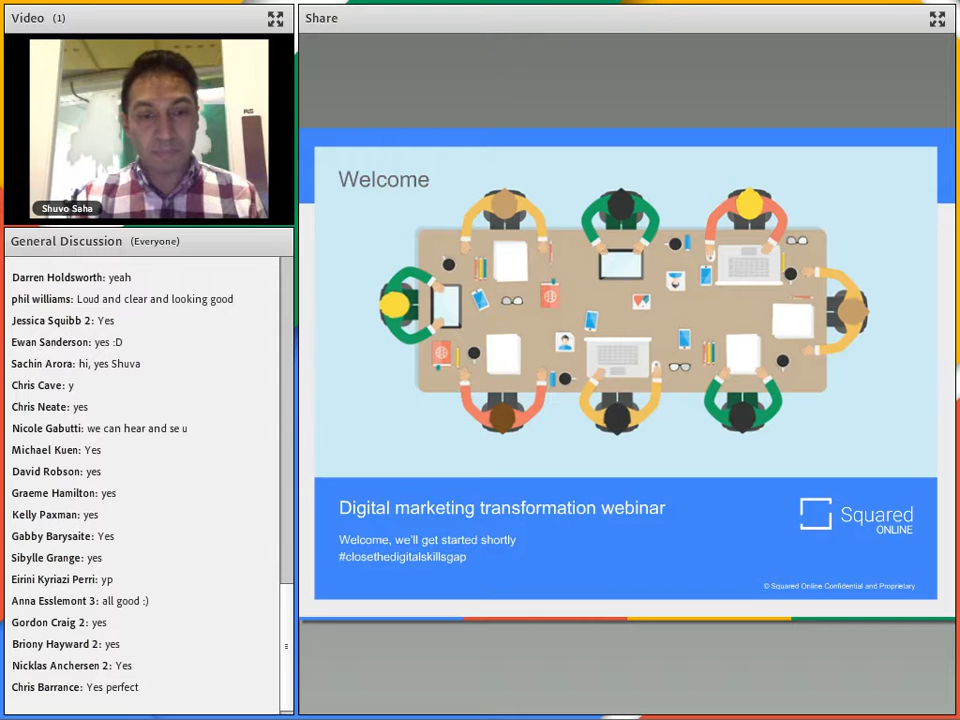 Video (1)
Shuvo Saha
General Discussion (Everyone)
Darren Holdsworth: yeah
phil williams: Loud and clear and looking good
Jessica Squibb 2: Yes
Ewan Sanderson: yes :D
Sachin Arora: hi, yes Shuva
Chris Cave: y
Chris Neate: yes
Nicole Gabutti: we can hear and se u
Michael Kuen: Yes
David Robson: yes
Graeme Hamilton: yes
Kelly Paxman: yes
Gabby Barysaite: Yes
Sibylle Grange: yes
Eirini Kyriazi Perri: yp
Anna Esslemont 3: all good :)
Gordon Craig 2: yes
Briony Hayward 2: yes
Nicklas Anchersen 2: Yes
Chris Barrance: Yes perfect
Share
Welcome
Digital marketing transformation webinar
Welcome, we'll get started shortly
#closethedigitalskillsgap
Squared
ONLINE
© Squared Online Confidential and Proprietary